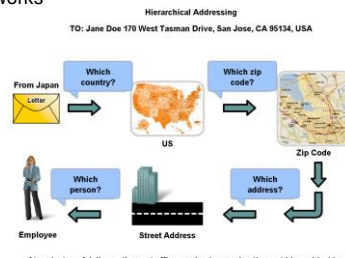 Hierarchical Addressing
TO: Jane Doe 170 West Tasman Drive, San Jose, CA 95134, USA
From Japan
Letter
Which
country?
US
Which zip
code?
Zip Code
Which
address?
Street Address
Which
person?
Employee